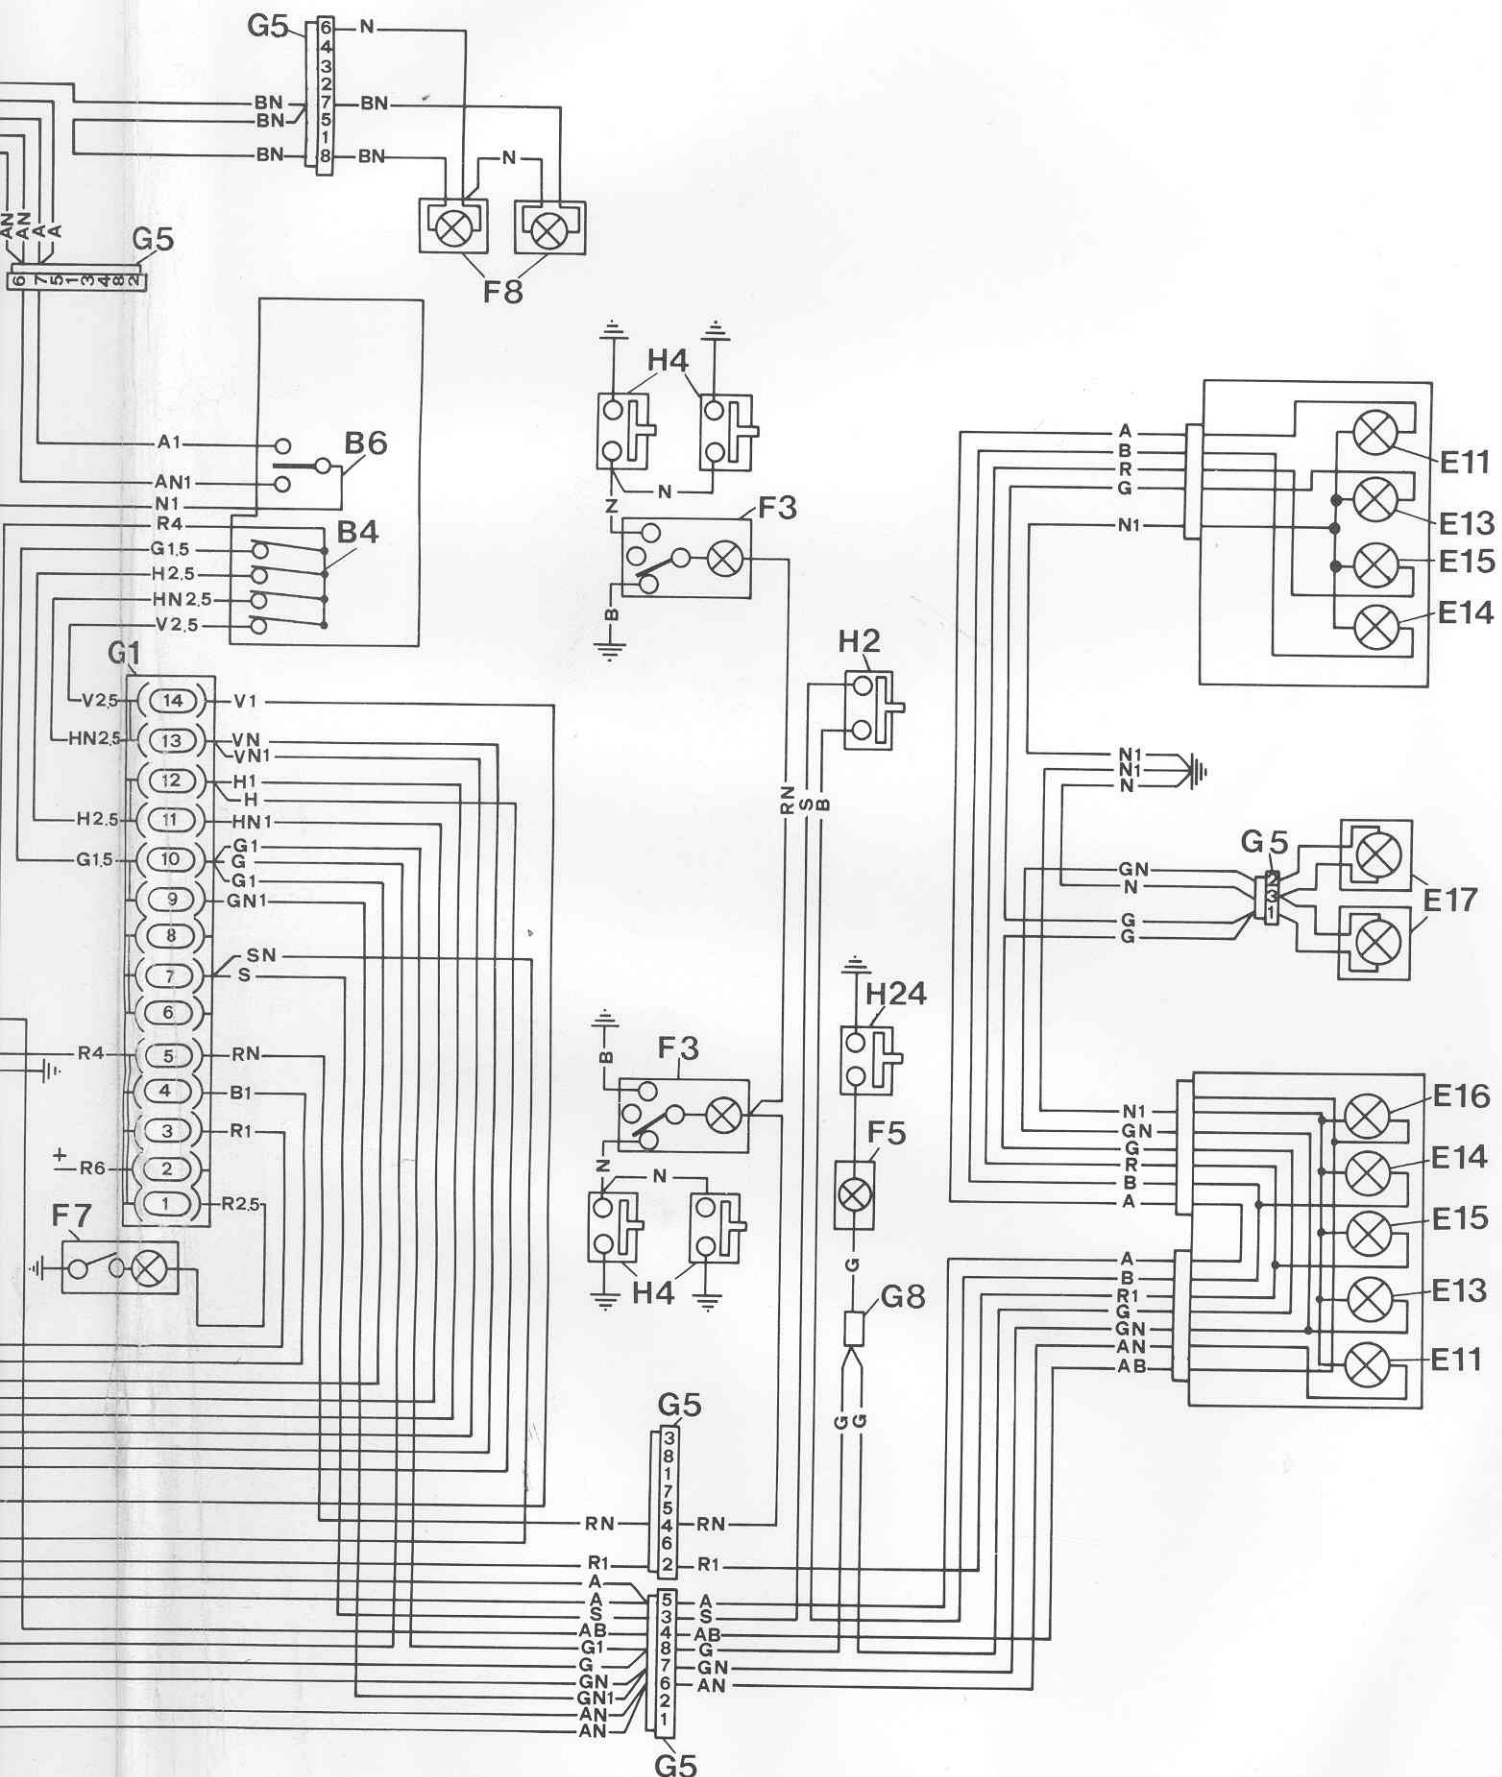 G5
6 N
4
3
2
BN 7 BN
BN 5
1
BN 8 BN N
F8
AN
AN
A
A
G5
6 7 5 1 3 4 8 2
A1
B6
AN1
N1
R4
B4
G1,5
H2,5
HN2,5
V2,5
G1
V2,5 14 V1
HN2,5 13 VN
VN1
12 H1
H
H2,5 11 HN1
G1
G1,5 10 G
G1
9 GN1
8
SN
7 S
6
R4 5 RN
4 B1
3 R1
+
R6 2
1 R2,5
F7
H4
N
N
F3
B
RN
S
B
H2
B
F3
N
N
H4
H24
F5
G
G8
G
G
A
B
R
G
N1
E11
E13
E15
E14
N1
N1
N
G5
GN
N
G
G
2
3
1
E17
N1
GN
G
R
B
A
E16
E14
E15
E13
E11
A
B
R1
G
GN
AN
AB
G5
3
8
1
7
5
RN 4 RN
6
R1 2 R1
A
A 5 A
S 3 S
AB 4 AB
G1 8 G
G 7 GN
GN 6 AN
GN1 2
AN 1
AN
G5